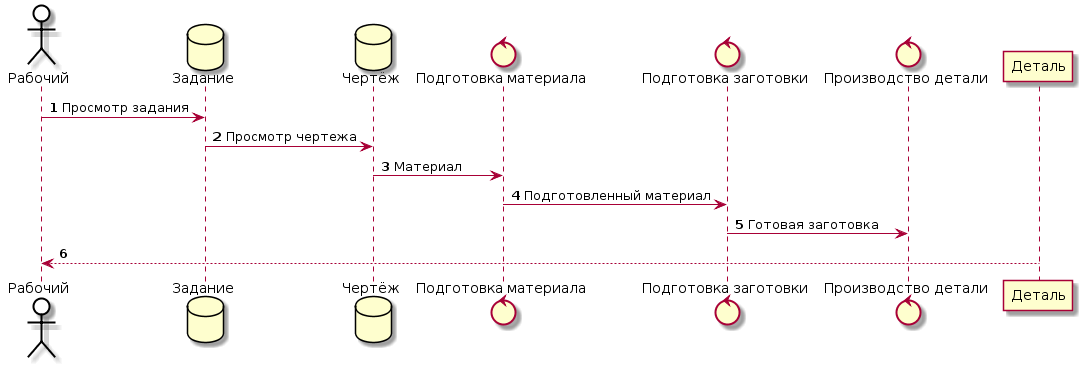 Рабочий
Задание
Чертёж
Подготовка материала
Подготовка заготовки
Производство детали
Деталь
1 Просмотр задания
2 Просмотр чертежа
3 Материал
4 Подготовленный материал
5 Готовая заготовка
6
Рабочий
Задание
Чертёж
Подготовка материала
Подготовка заготовки
Производство детали
Деталь